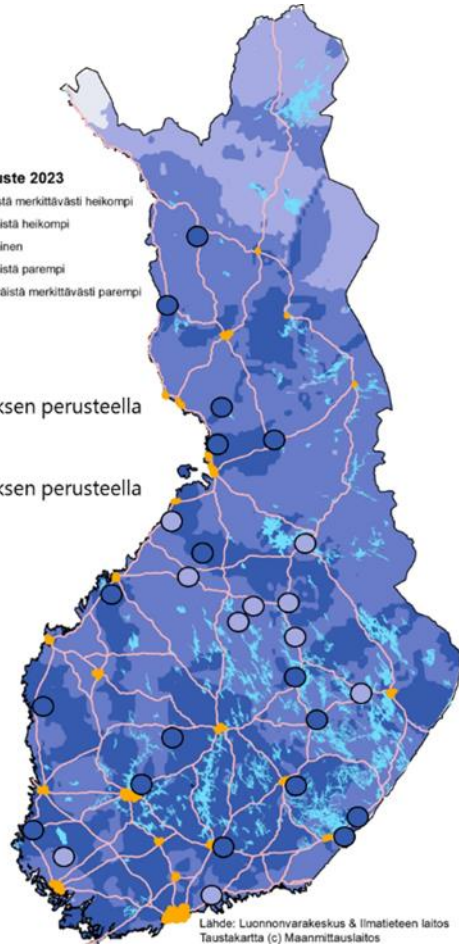 uste 2023
stä merkittävästi heikompi
istä heikompi
inen
istä parempi
äistä merkittävästi parempi
ksen perusteella
ksen perusteella
Lähde: Luonnonvarakeskus & Ilmatieteen laitos
Taustakartta (c) Maanmittauslaitos